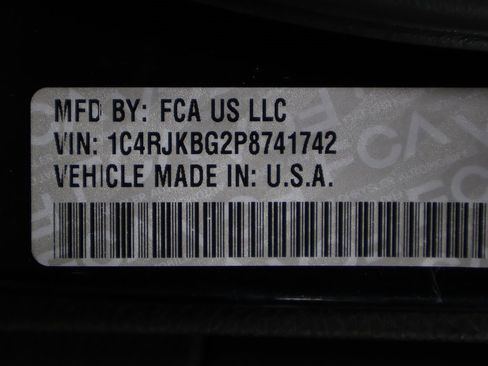 MFD BY: FCA US LLC
VIN: 1C4RJKBG2P8741742
VEHICLE MADE IN: U.S.A.